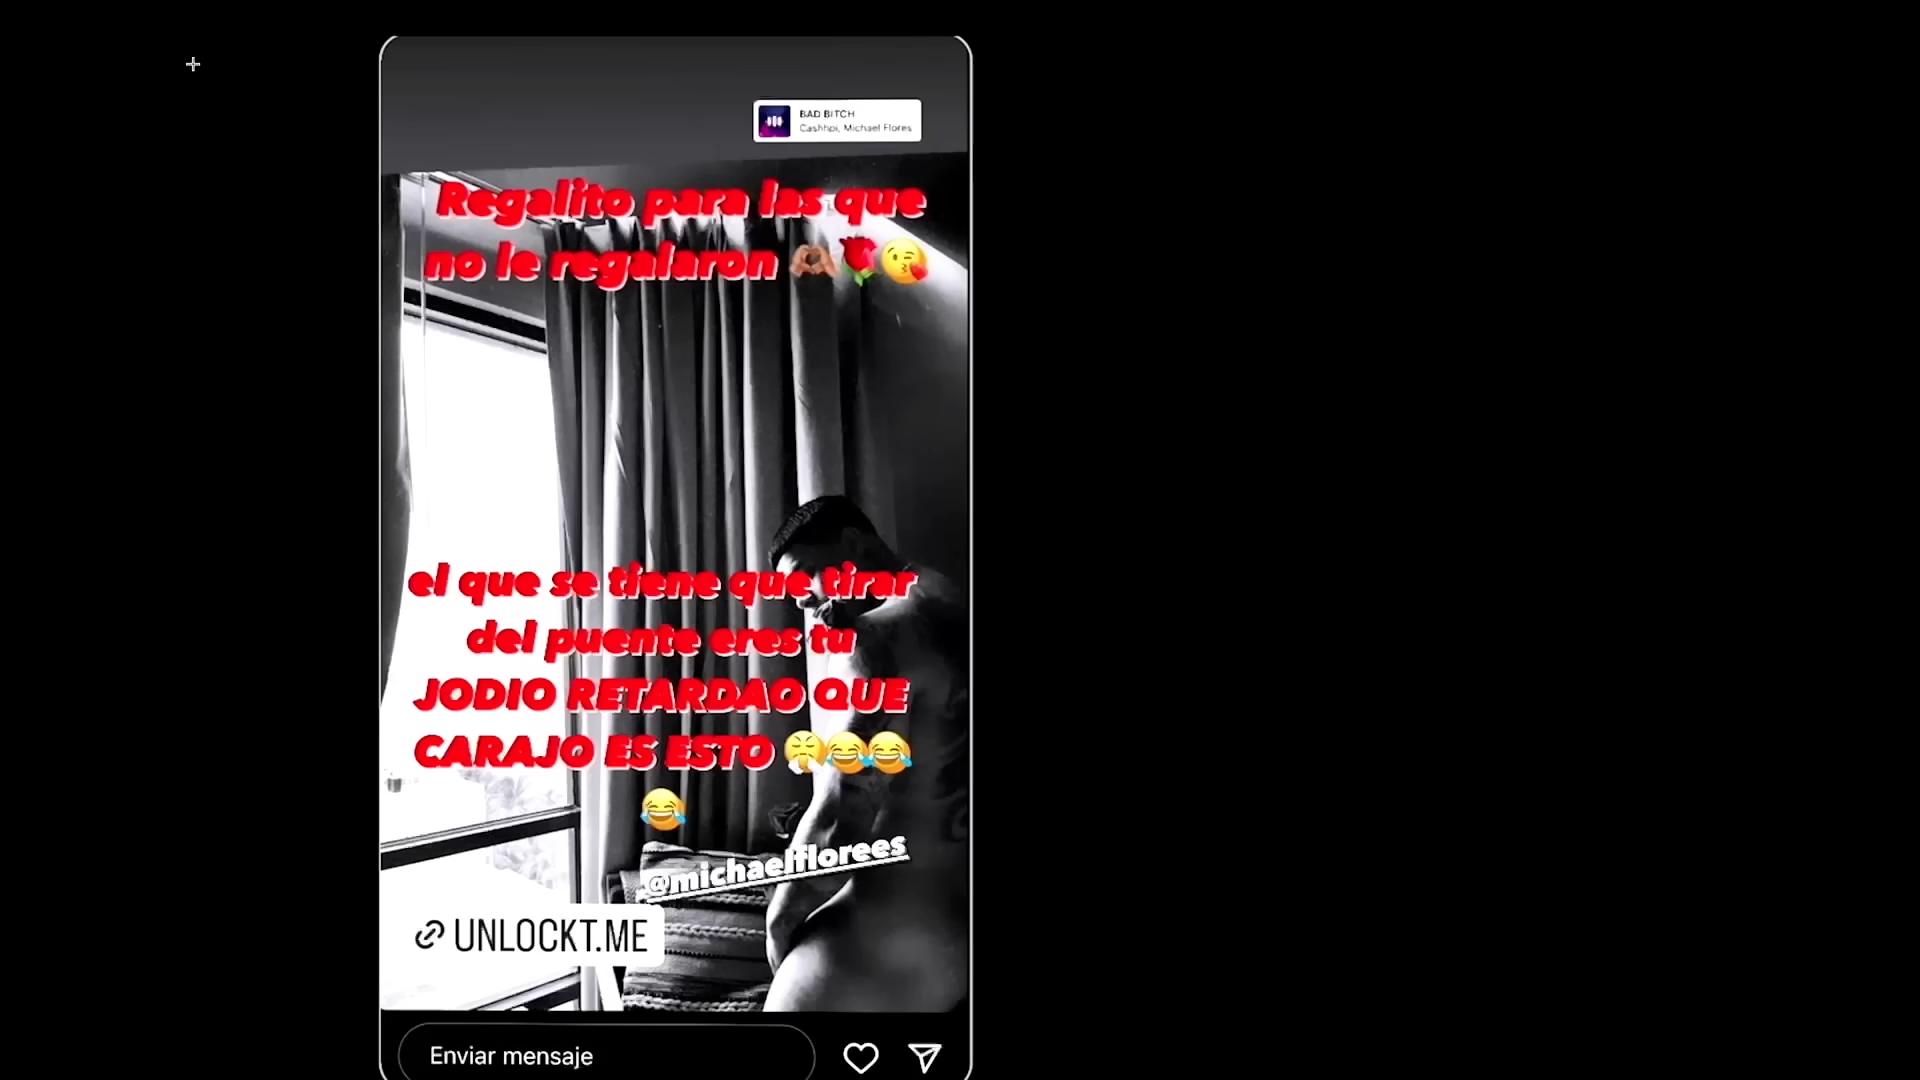 BAD BITCH
Cashhpi, Michael Flores
Regalito para las que
no le regalaron 🫶🏽🌹😘
el que se tiene que tirar
del puente eres tu
JODIO RETARDAO QUE
CARAJO ES ESTO 😤😂😂
😂
@michaelflorees
UNLOCKT.ME
Enviar mensaje